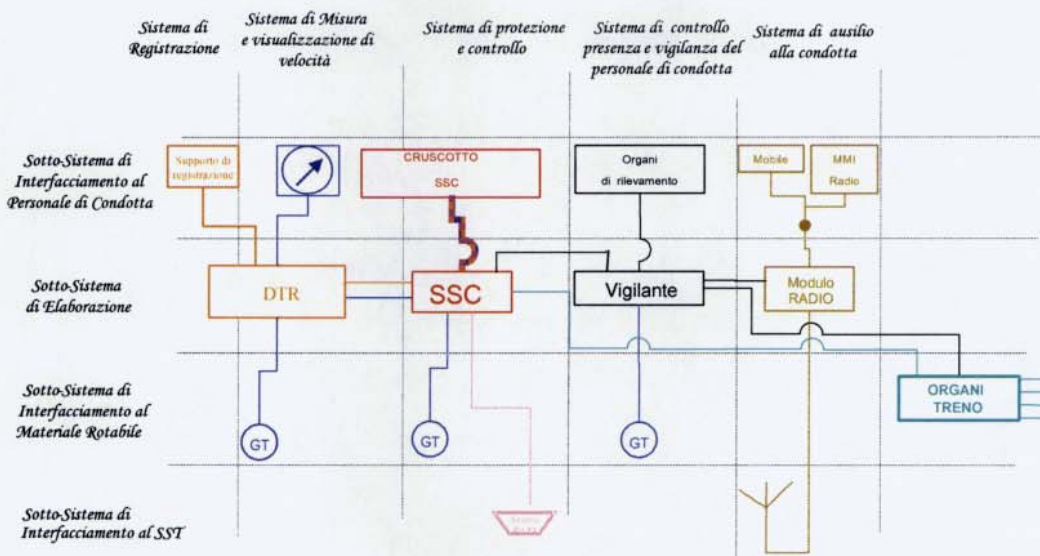 Sistema di
Registrazione
Sistema di Misura
e visualizzazione di
velocità
Sistema di protezione
e controllo
Sistema di controllo
presenza e vigilanza del
personale di condotta
Sistema di ausilio
alla condotta
Sotto-Sistema di
Interfacciamento al
Personale di Condotta
Supporto di
registrazione
CRUSCOTTO
SSC
Organi
di rilevamento
Mobile
MMI
Radio
Sotto-Sistema
di Elaborazione
DTR
SSC
Vigilante
Modulo
RADIO
Sotto-Sistema di
Interfacciamento al
Materiale Rotabile
GT
GT
GT
ORGANI
TRENO
Sotto-Sistema di
Interfacciamento al SST